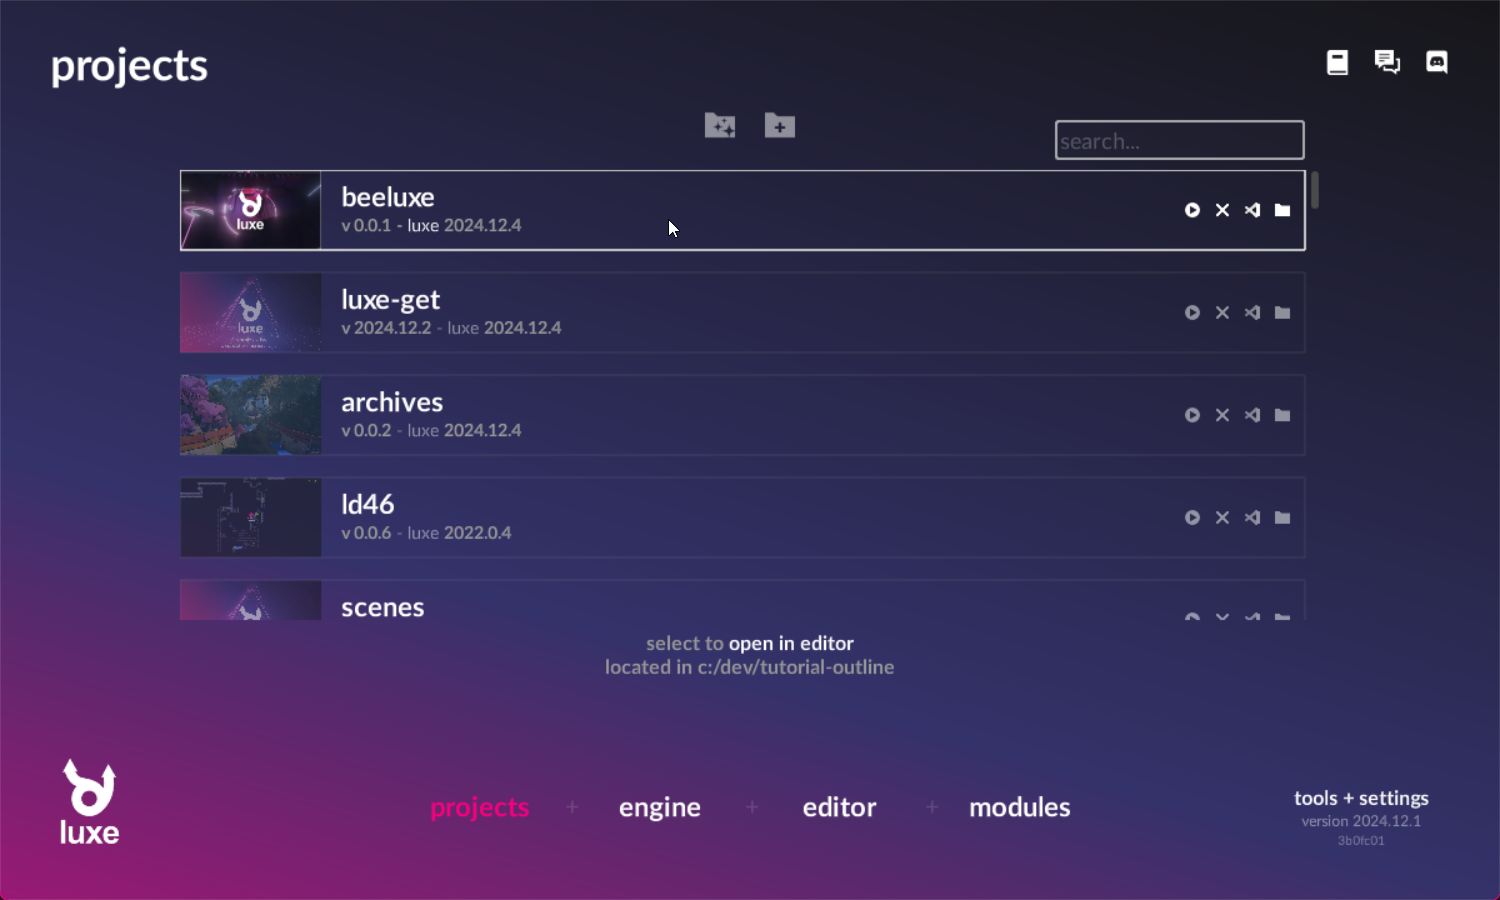 projects
search...
luxe
beeluxe
v 0.0.1 - luxe 2024.12.4
luxe
luxe-get
v 2024.12.2 - luxe 2024.12.4
archives
v 0.0.2 - luxe 2024.12.4
ld46
v 0.0.6 - luxe 2022.0.4
scenes
select to open in editor
located in c:/dev/tutorial-outline
luxe
projects + engine + editor + modules
tools + settings
version 2024.12.1
3b0fc01